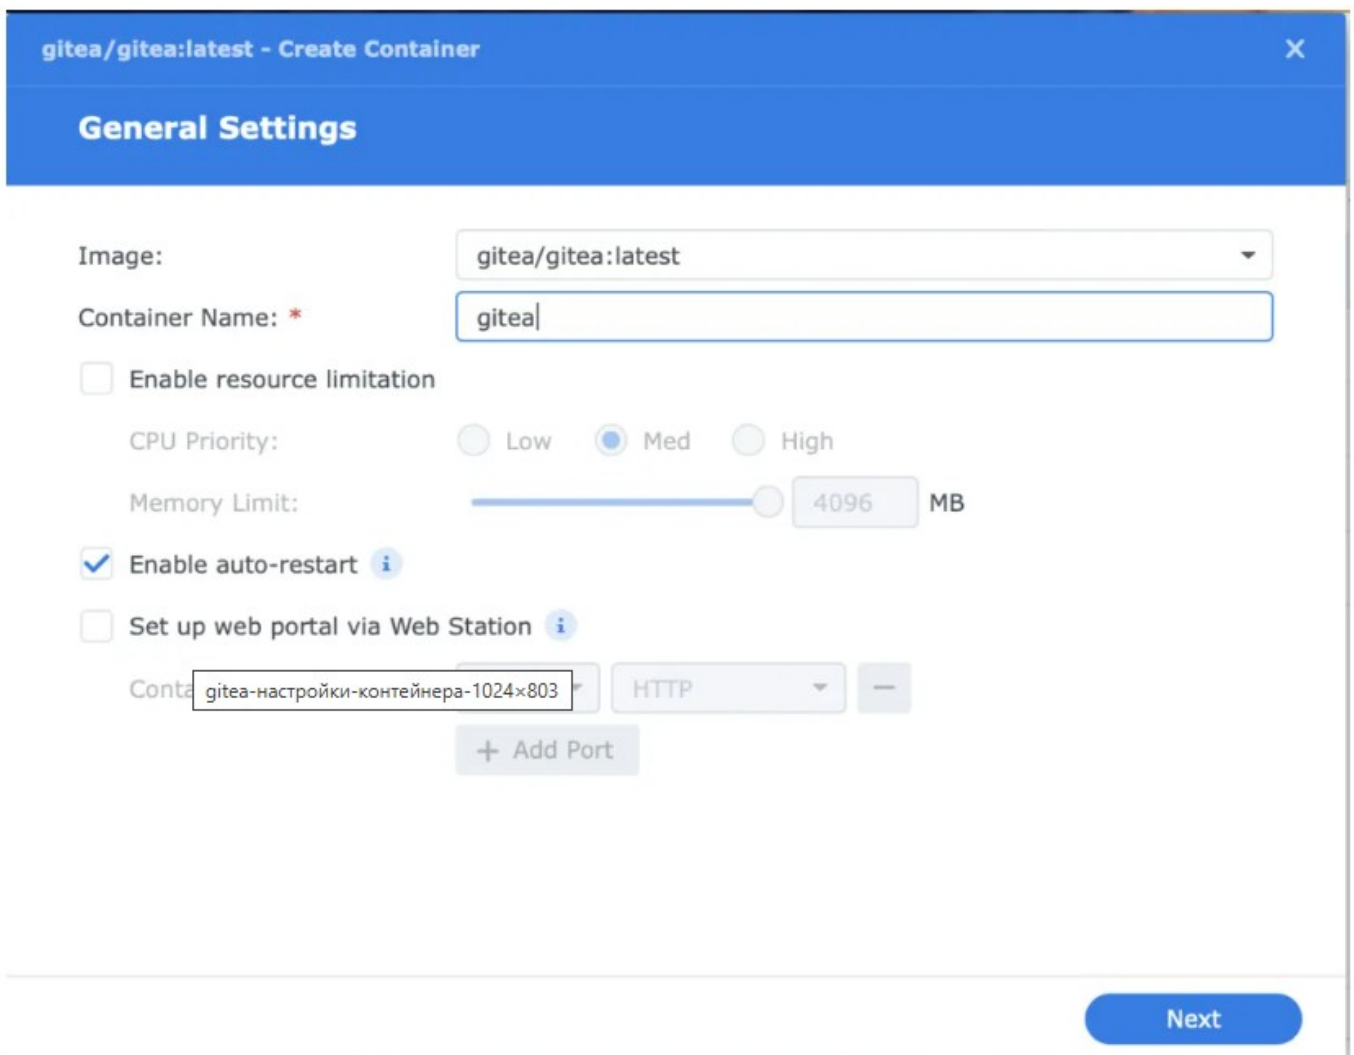 gitea/gitea:latest - Create Container
General Settings
Image:
gitea/gitea:latest
Container Name: *
gitea
Enable resource limitation
CPU Priority:
Low
Med
High
Memory Limit:
4096
MB
Enable auto-restart
i
Set up web portal via Web Station
i
Conta
gitea-настройки-контейнера-1024×803
HTTP
+ Add Port
Next